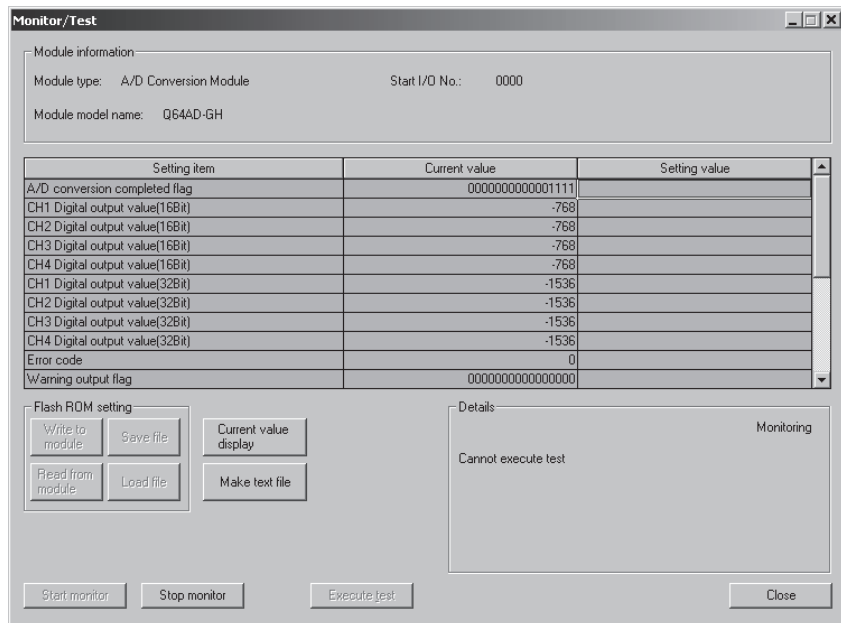 Monitor/Test
Module information
Module type: A/D Conversion Module Start I/O No.: 0000
Module model name: Q64AD-GH
Setting item Current value Setting value
A/D conversion completed flag 0000000000001111
CH1 Digital output value(16Bit) -768
CH2 Digital output value(16Bit) -768
CH3 Digital output value(16Bit) -768
CH4 Digital output value(16Bit) -768
CH1 Digital output value(32Bit) -1536
CH2 Digital output value(32Bit) -1536
CH3 Digital output value(32Bit) -1536
CH4 Digital output value(32Bit) -1536
Error code 0
Warning output flag 0000000000000000
Flash ROM setting
Write to module
Save file
Current value display
Read from module
Load file
Make text file
Details
Monitoring
Cannot execute test
Start monitor Stop monitor Execute test Close